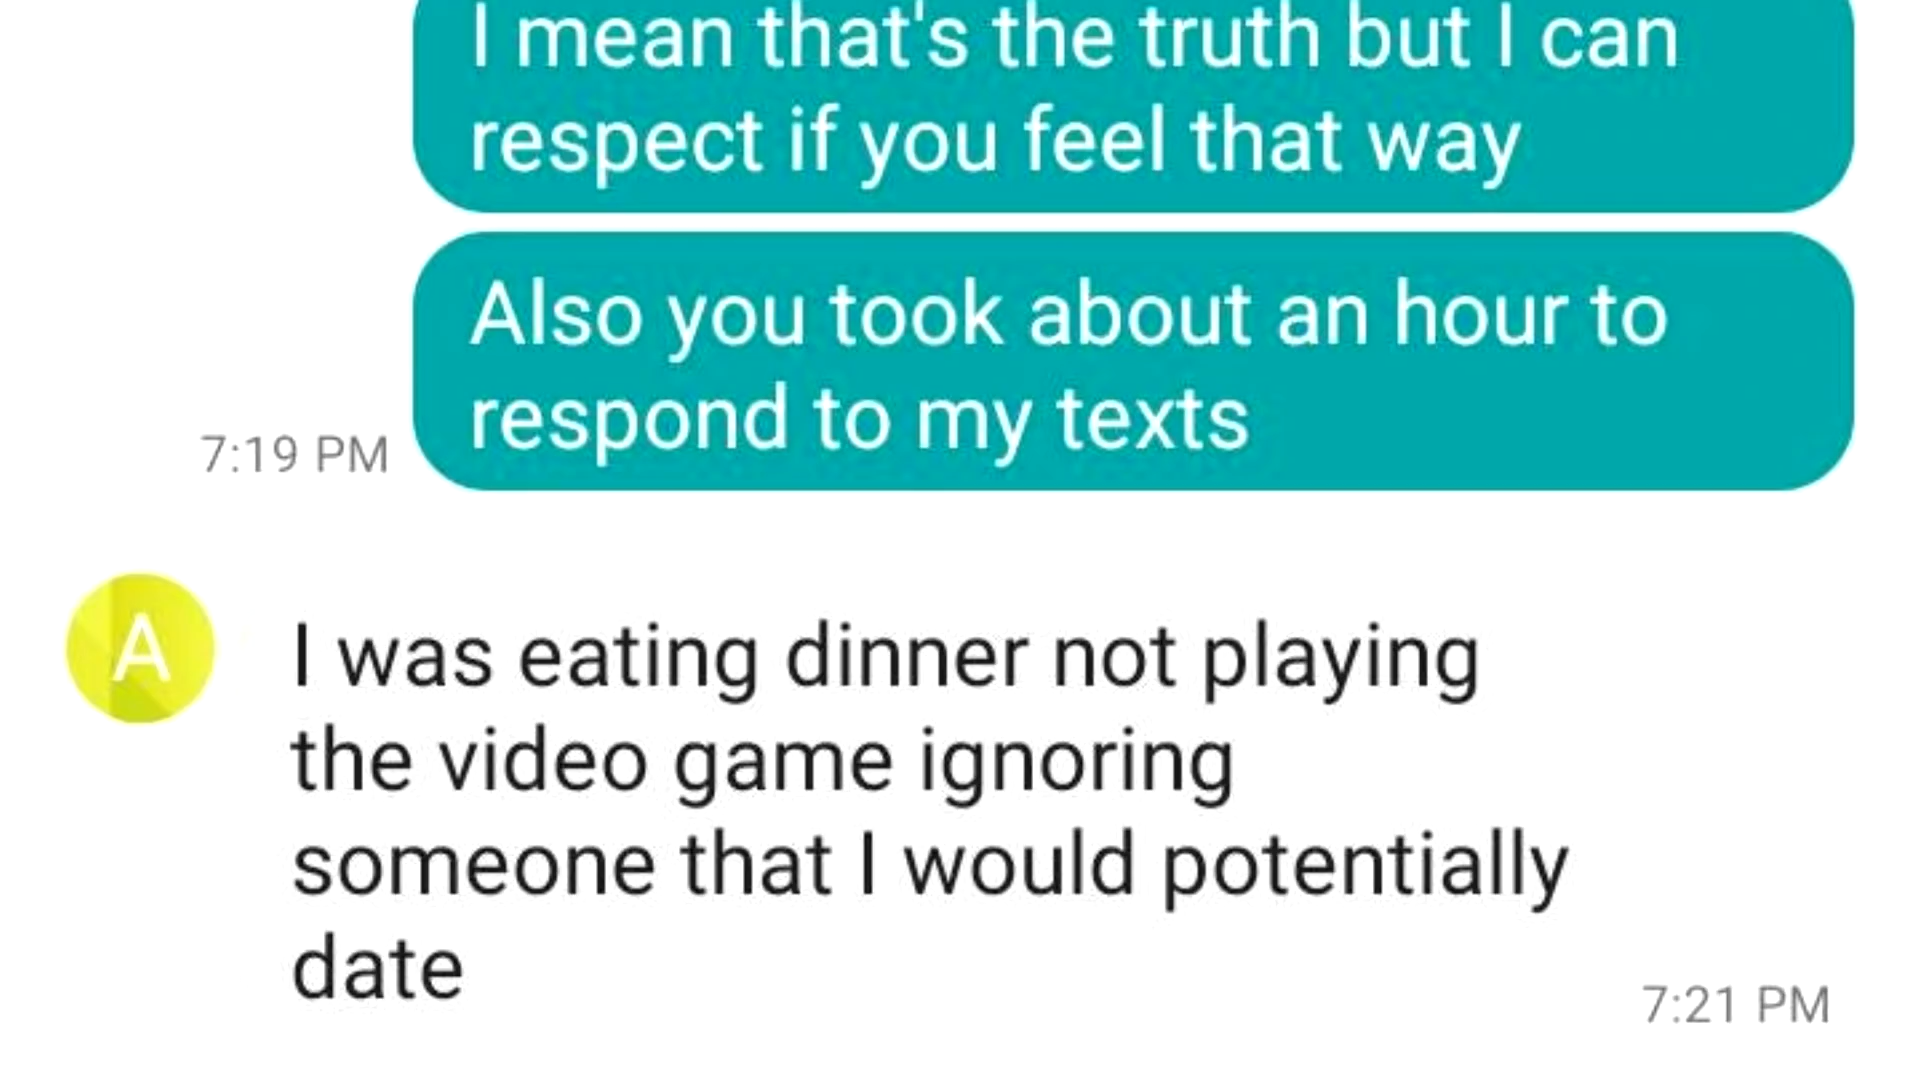 I mean that's the truth but I can
respect if you feel that way
Also you took about an hour to
respond to my texts
7:19 PM
A
I was eating dinner not playing
the video game ignoring
someone that I would potentially
date
7:21 PM